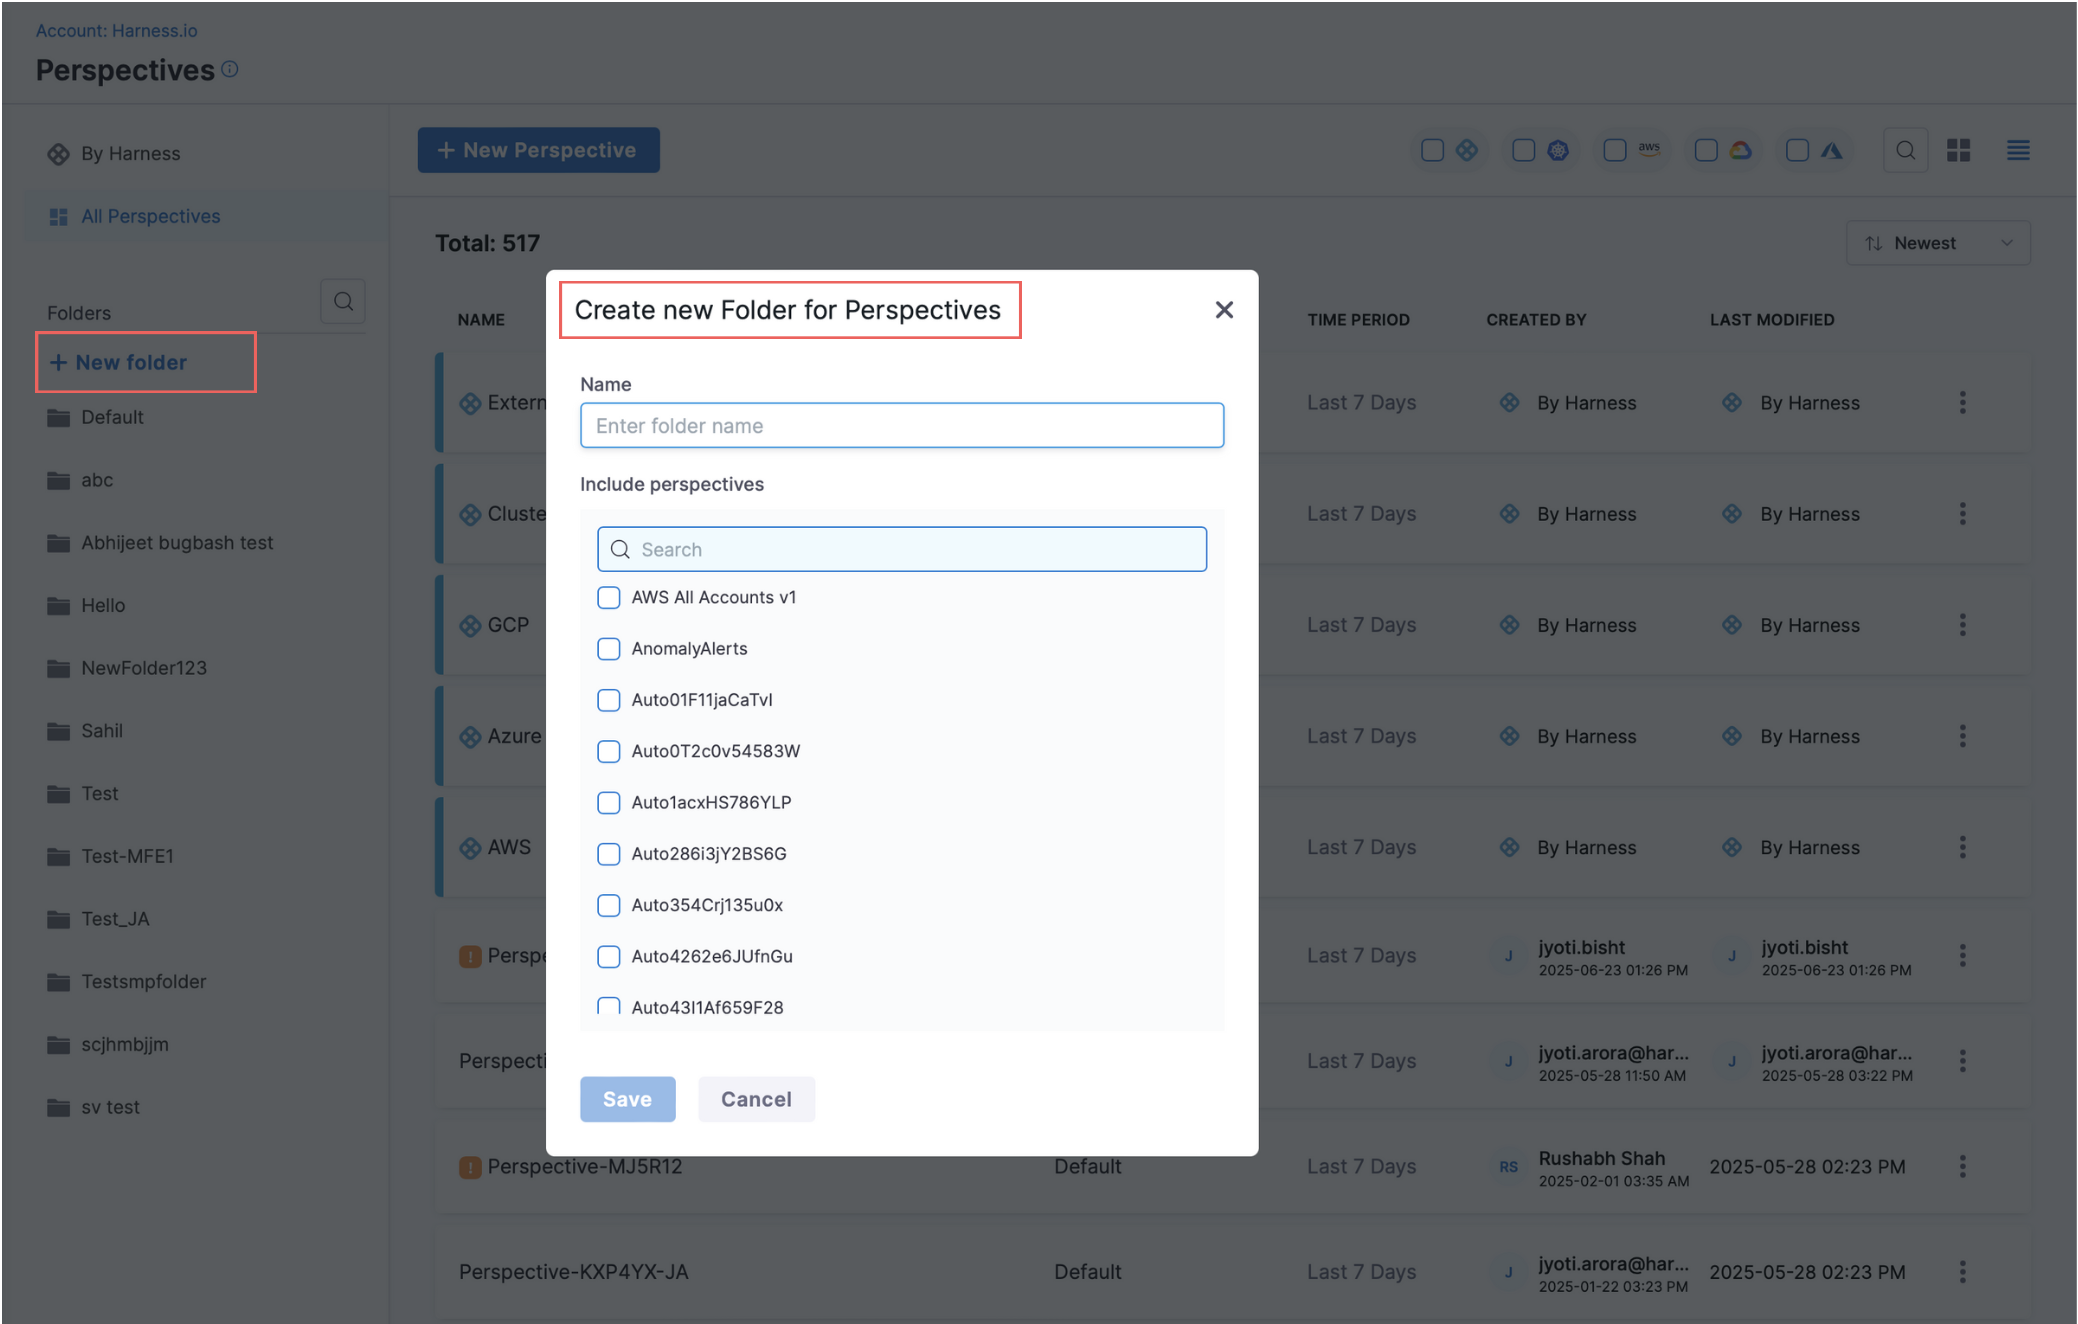 Account: Harness.io
Perspectives
By Harness
All Perspectives
Folders
+ New folder
Default
abc
Abhijeet bugbash test
Hello
NewFolder123
Sahil
Test
Test-MFE1
Test_JA
Testsmpfolder
scjhmbjjm
sv test
+ New Perspective
aws
Total: 517
Newest
NAME
TIME PERIOD
CREATED BY
LAST MODIFIED
Extern
Last 7 Days
By Harness
By Harness
Cluste
Last 7 Days
By Harness
By Harness
GCP
Last 7 Days
By Harness
By Harness
Azure
Last 7 Days
By Harness
By Harness
AWS
Last 7 Days
By Harness
By Harness
Perspe
Last 7 Days
J
jyoti.bisht
2025-06-23 01:26 PM
J
jyoti.bisht
2025-06-23 01:26 PM
Perspecti
Last 7 Days
J
jyoti.arora@har...
2025-05-28 11:50 AM
J
jyoti.arora@har...
2025-05-28 03:22 PM
Perspective-MJ5R12
Default
Last 7 Days
RS
Rushabh Shah
2025-02-01 03:35 AM
2025-05-28 02:23 PM
Perspective-KXP4YX-JA
Default
Last 7 Days
J
jyoti.arora@har...
2025-01-22 03:23 PM
2025-05-28 02:23 PM
Create new Folder for Perspectives
Name
Enter folder name
Include perspectives
Search
AWS All Accounts v1
AnomalyAlerts
Auto01F11jaCaTvI
Auto0T2c0v54583W
Auto1acxHS786YLP
Auto286i3jY2BS6G
Auto354Crj135u0x
Auto4262e6JUfnGu
Auto43I1Af659F28
Save
Cancel